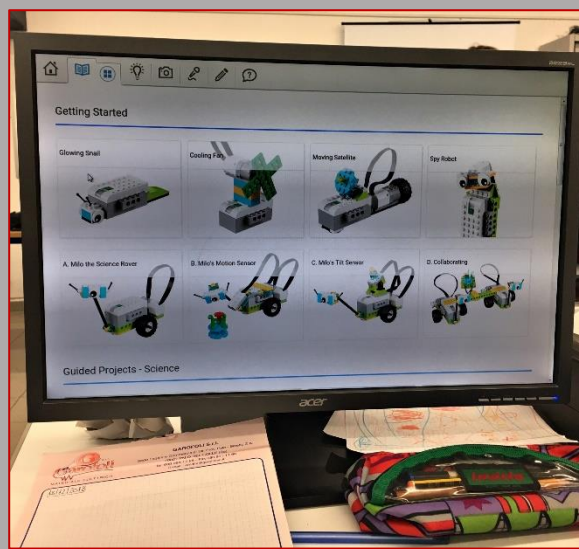 Getting Started
Glowing Snail
Cooling Fan
Moving Satellite
Spy Robot
A. Milo the Science Rover
B. Milo's Motion Sensor
C. Milo's Tilt Sensor
D. Collaborating
Guided Projects - Science
acer